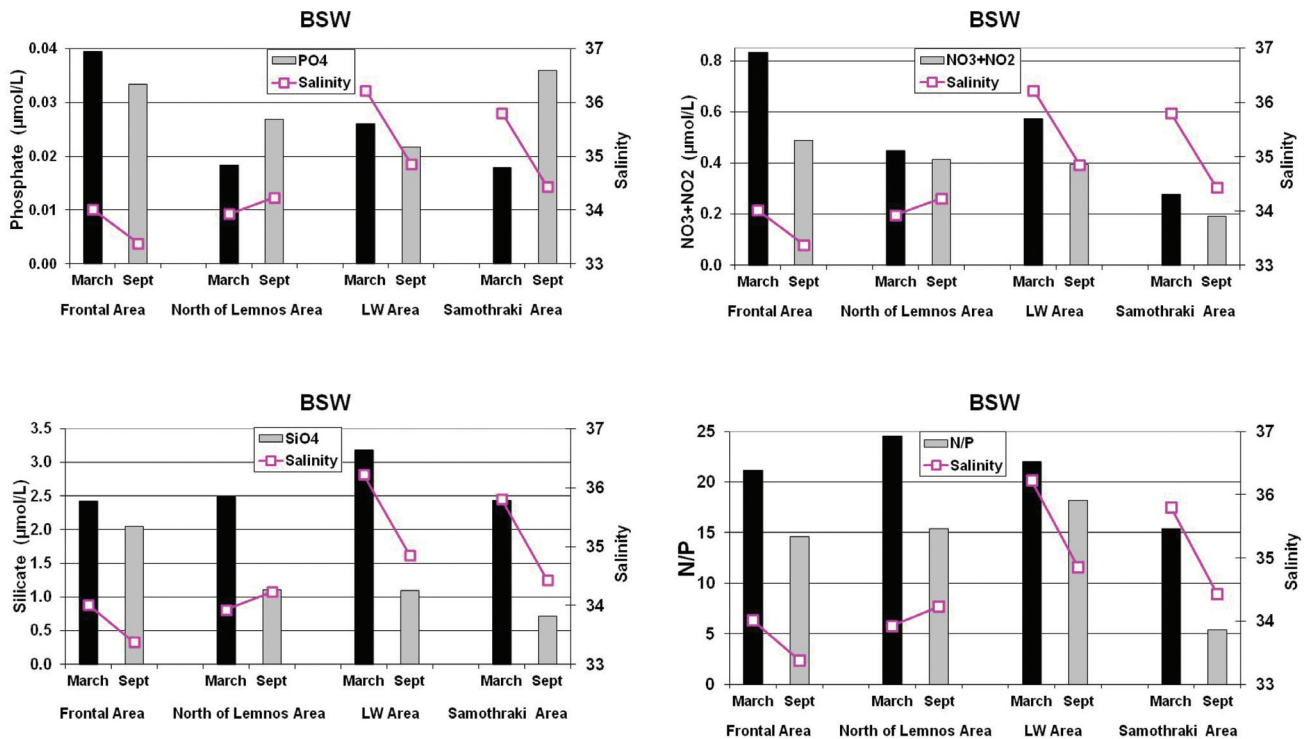 BSW
0.04
0.03
0.02
0.01
0.00
Phosphate (µmol/L)
PO4
Salinity
37
36
35
34
33
Salinity
March Sept March Sept March Sept March Sept
Frontal Area North of Lemnos Area LW Area Samothraki Area
BSW
0.8
0.6
0.4
0.2
0.0
NO3+NO2 (µmol/L)
NO3+NO2
Salinity
37
36
35
34
33
Salinity
March Sept March Sept March Sept March Sept
Frontal Area North of Lemnos Area LW Area Samothraki Area
BSW
3.5
3.0
2.5
2.0
1.5
1.0
0.5
0.0
Silicate (µmol/L)
SiO4
Salinity
37
36
35
34
33
Salinity
March Sept March Sept March Sept March Sept
Frontal Area North of Lemnos Area LW Area Samothraki Area
BSW
25
20
15
10
5
0
N/P
N/P
Salinity
37
36
35
34
33
Salinity
March Sept March Sept March Sept March Sept
Frontal Area North of Lemnos Area LW Area Samothraki Area